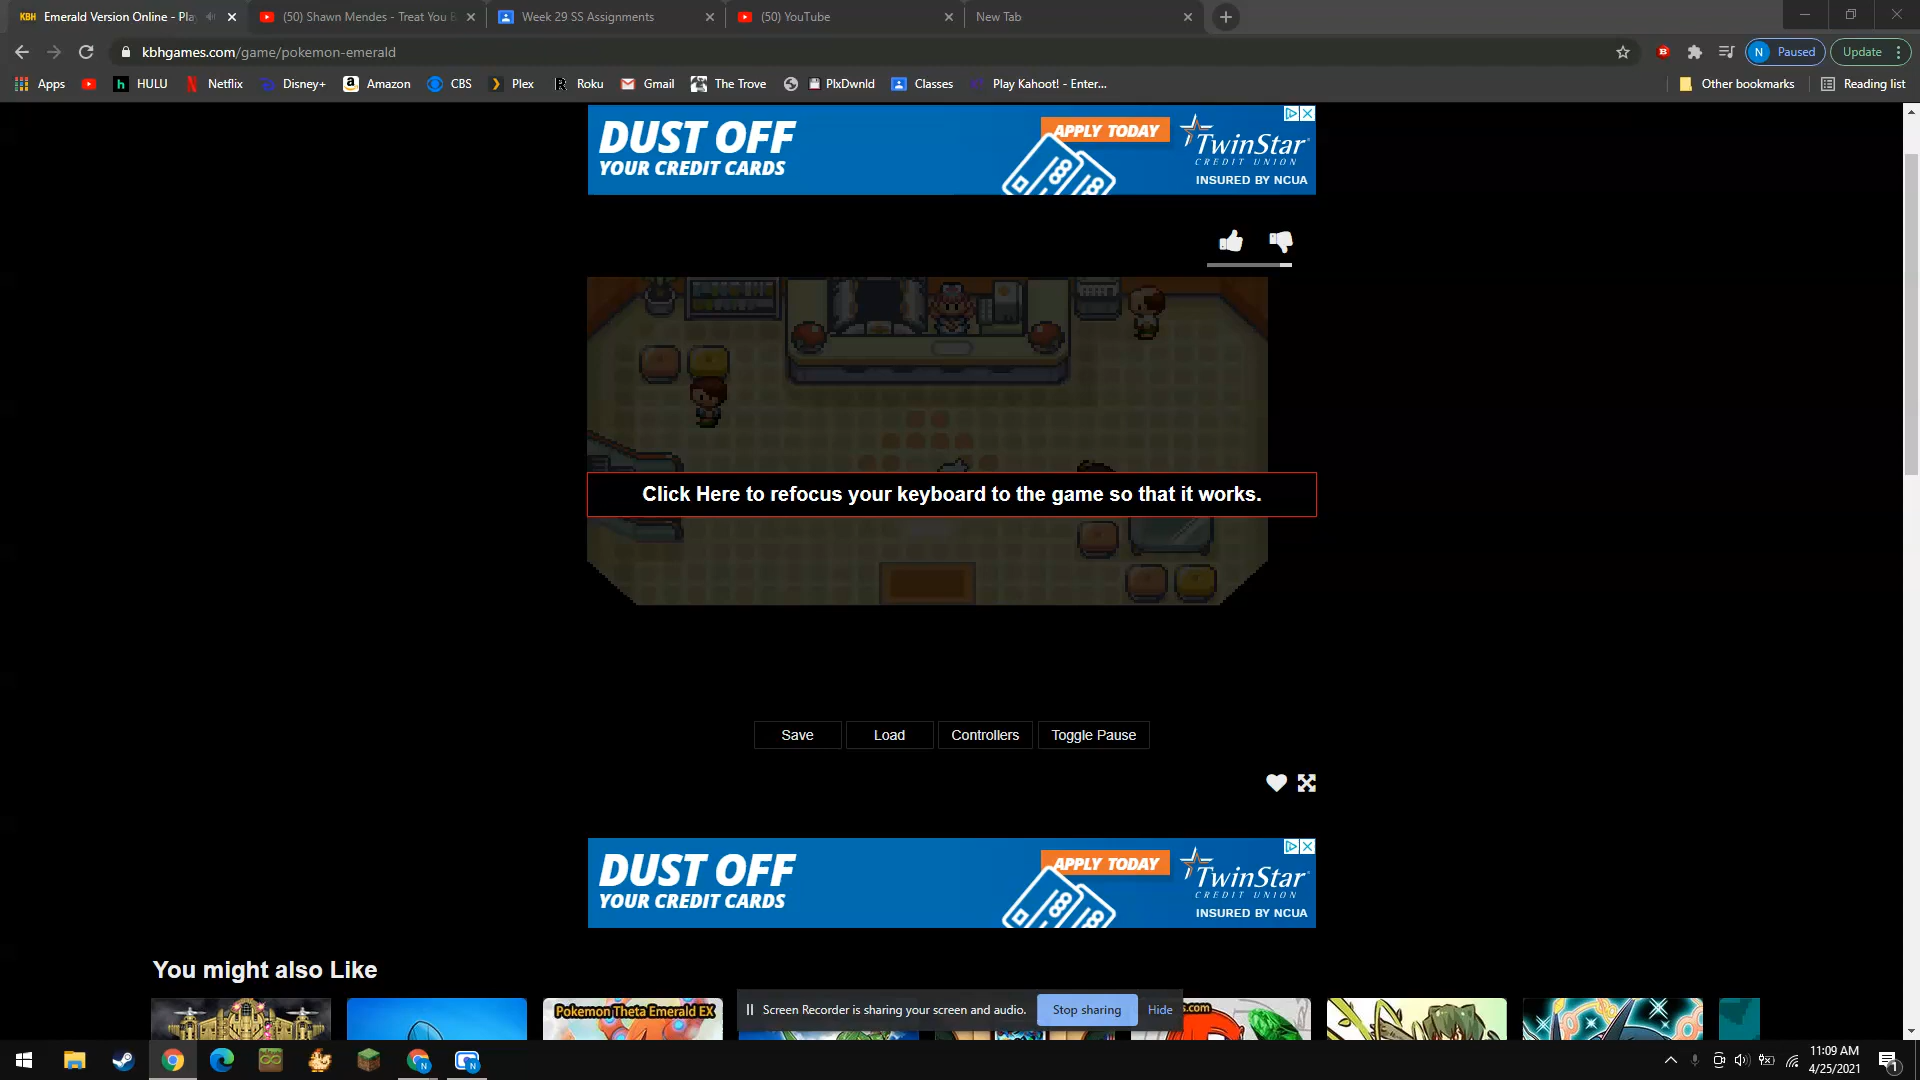 KBH Emerald Version Online - Pla
(50) Shawn Mendes - Treat You B
Week 29 SS Assignments
(50) YouTube
New Tab
kbhgames.com/game/pokemon-emerald
N Paused
Update
Apps
h HULU
Netflix
Disney+
Amazon
CBS
Plex
Roku
Gmail
The Trove
PlxDwnld
Classes
Play Kahoot! - Enter...
Other bookmarks
Reading list
DUST OFF
YOUR CREDIT CARDS
APPLY TODAY
TwinStar
CREDIT UNION
INSURED BY NCUA
Click Here to refocus your keyboard to the game so that it works.
Save
Load
Controllers
Toggle Pause
DUST OFF
YOUR CREDIT CARDS
APPLY TODAY
TwinStar
CREDIT UNION
INSURED BY NCUA
You might also Like
Pokemon Theta Emerald EX
s.com
Screen Recorder is sharing your screen and audio.
Stop sharing
Hide
11:09 AM
4/25/2021
1